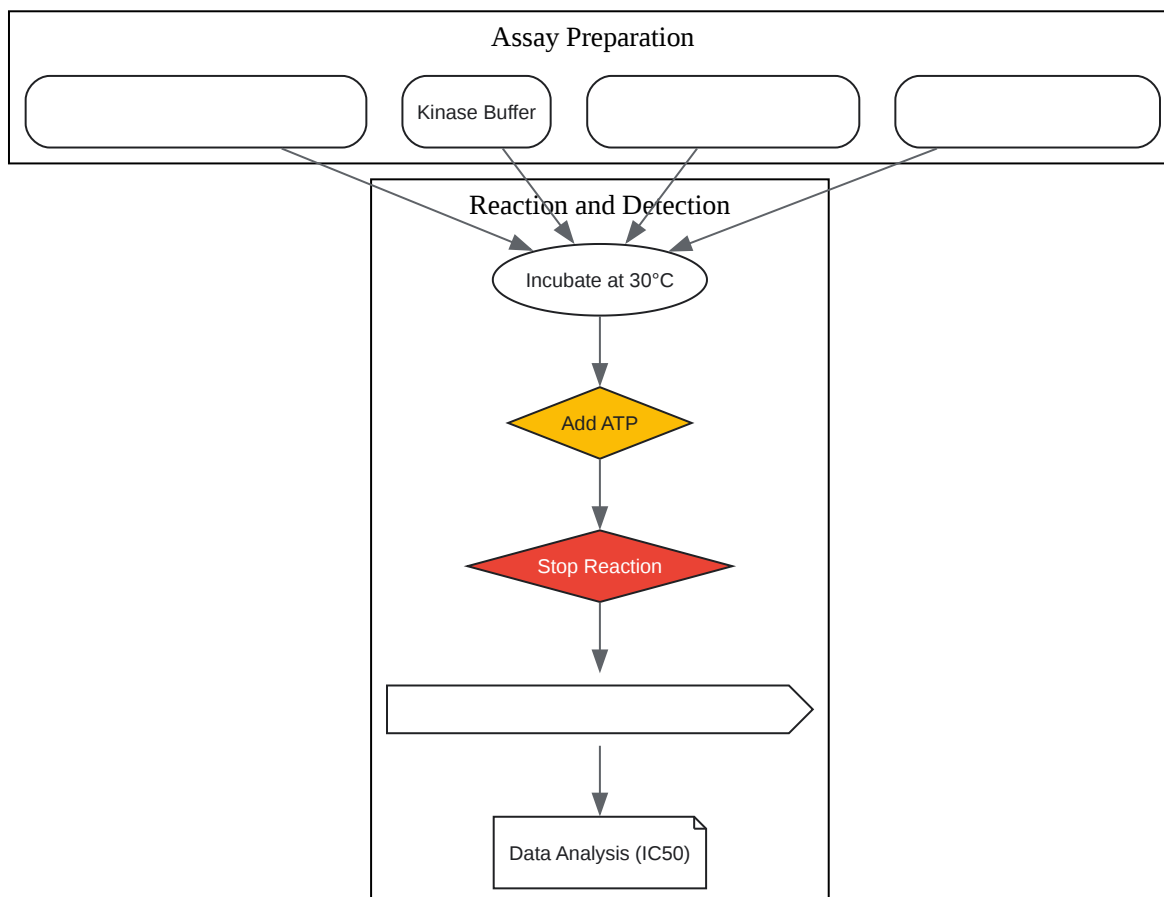 Assay Preparation
Kinase Buffer
Reaction and Detection
Incubate at 30°C
Add ATP
Stop Reaction
Data Analysis (IC50)